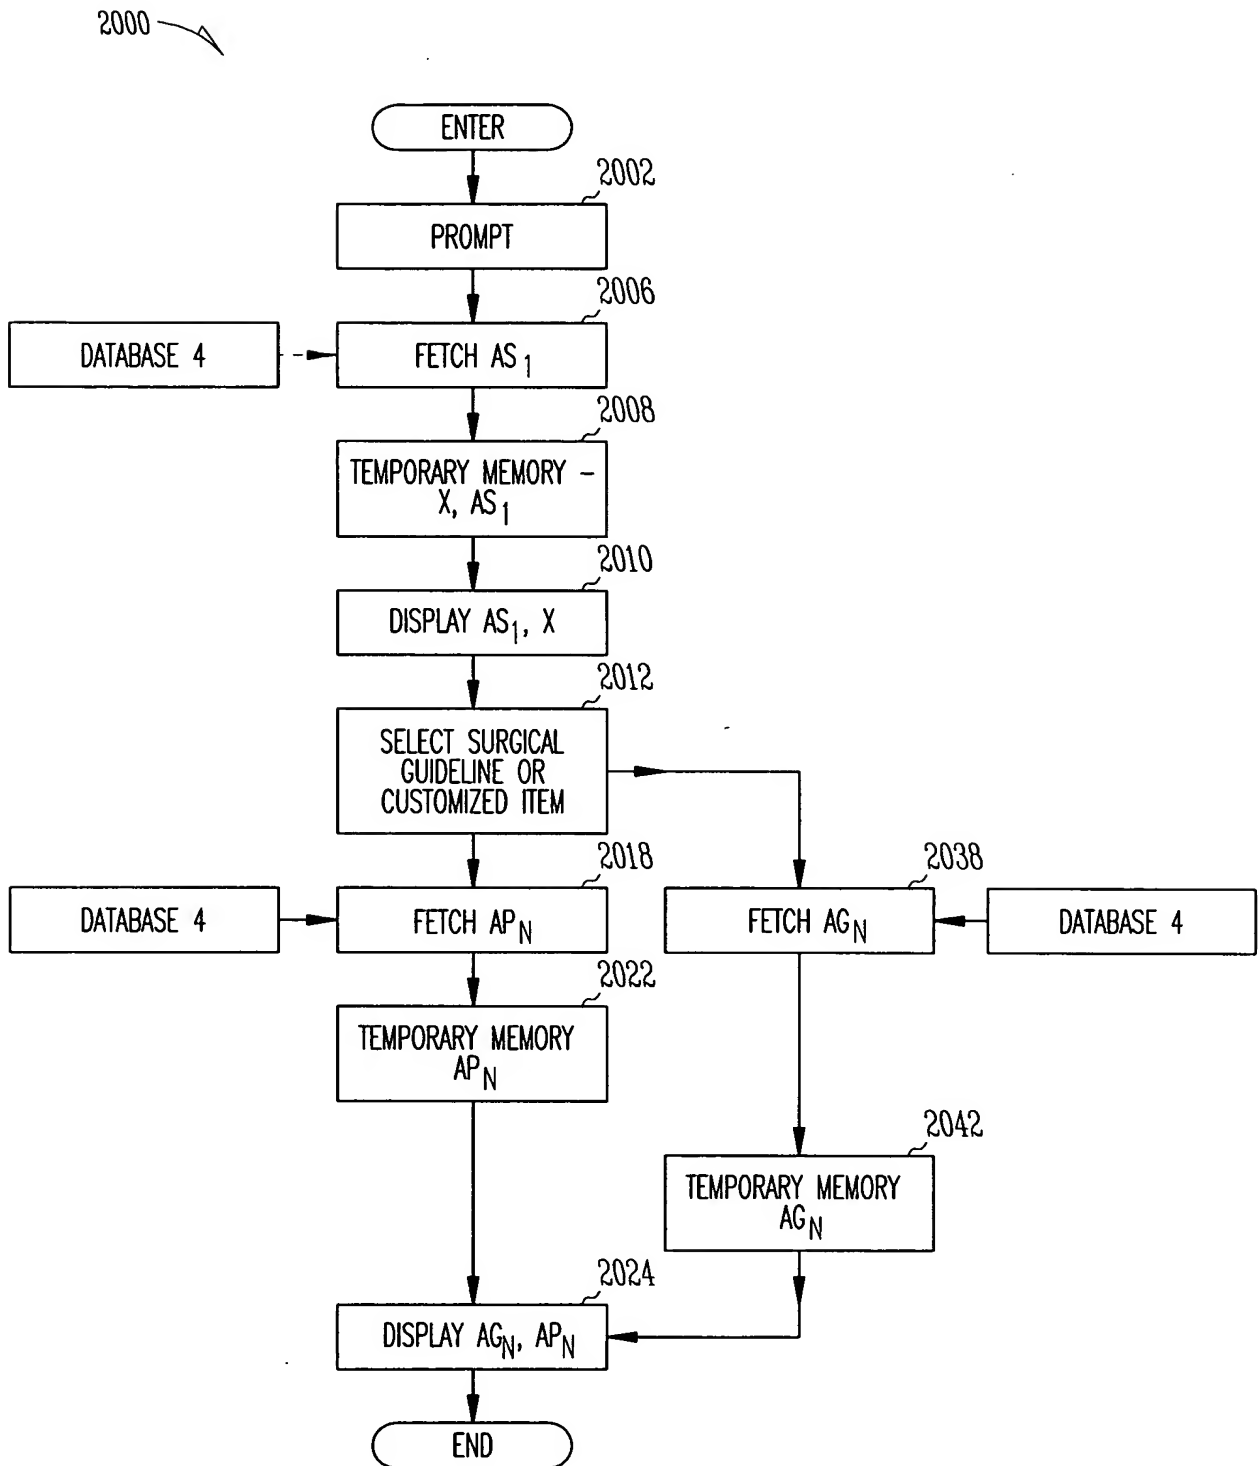 2000
ENTER
2002
PROMPT
2006
DATABASE 4
FETCH AS1
2008
TEMPORARY MEMORY –
X, AS1
2010
DISPLAY AS1, X
2012
SELECT SURGICAL
GUIDELINE OR
CUSTOMIZED ITEM
2018
2038
DATABASE 4
FETCH APN
FETCH AGN
DATABASE 4
2022
TEMPORARY MEMORY
APN
2042
TEMPORARY MEMORY
AGN
2024
DISPLAY AGN, APN
END